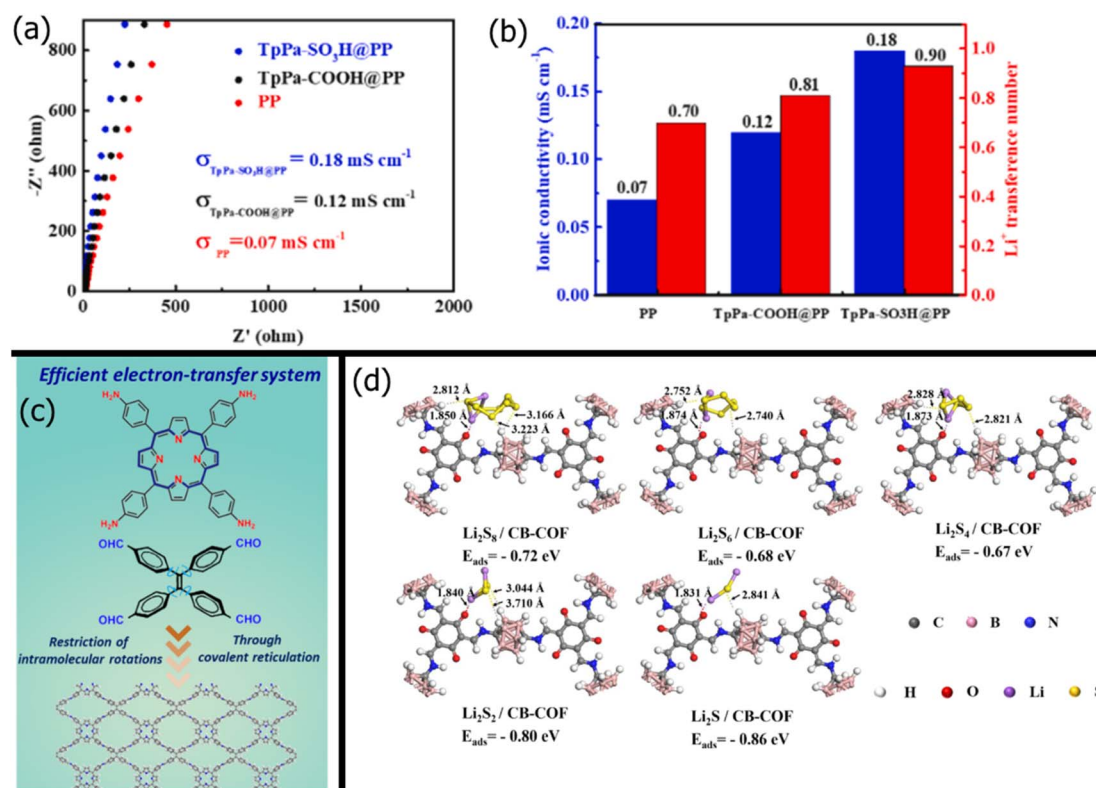 (a)
800
600
400
200
0
-Z'' (ohm)
TpPa-SO₃H@PP
TpPa-COOH@PP
PP
σTpPa-SO₃H@PP= 0.18 mS cm⁻¹
σTpPa-COOH@PP= 0.12 mS cm⁻¹
σPP=0.07 mS cm⁻¹
500 1000 1500 2000
Z' (ohm)
(b)
0.20
0.15
0.10
0.05
0.00
Ionic conductivity (mS cm⁻¹)
0.07 0.70 0.12 0.81 0.18 0.90
1.0
0.8
0.6
0.4
0.2
0.0
Li⁺ transference number
PP TpPa-COOH@PP TpPa-SO3H@PP
Efficient electron-transfer system
(c)
H₂N NH₂
N
N N
N
H₂N NH₂
OHC CHO
OHC CHO
Restriction of
intramolecular rotations
Through
covalent reticulation
(d)
2.812 Å
1.850 Å
3.166 Å
3.223 Å
Li₂S₈ / CB-COF
Eads= - 0.72 eV
2.752 Å
1.874 Å
2.740 Å
Li₂S₆ / CB-COF
Eads= - 0.68 eV
2.828 Å
1.873 Å
2.821 Å
Li₂S₄ / CB-COF
Eads= - 0.67 eV
1.840 Å
3.044 Å
3.710 Å
Li₂S₂ / CB-COF
Eads= - 0.80 eV
1.831 Å
2.841 Å
Li₂S / CB-COF
Eads= - 0.86 eV
C B N
H O Li S